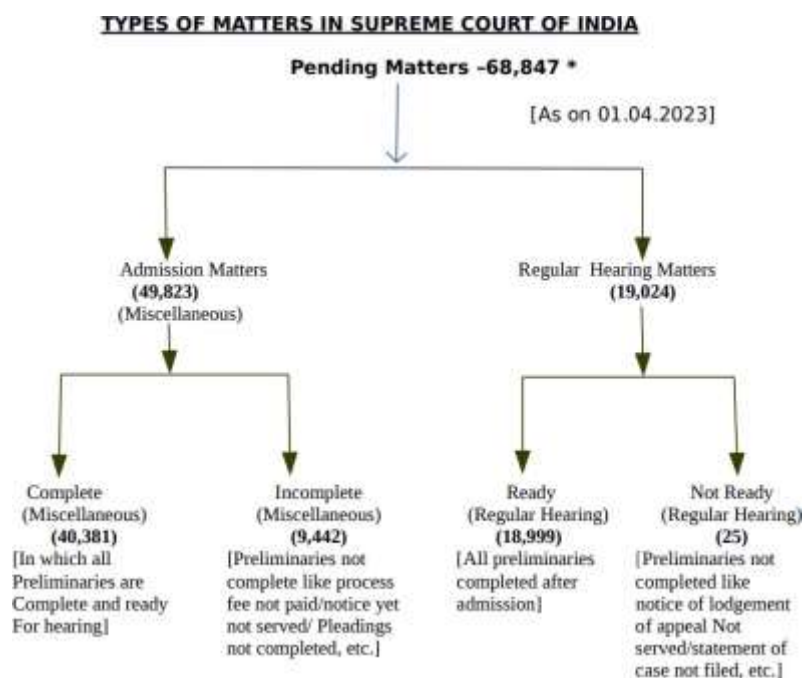 TYPES OF MATTERS IN SUPREME COURT OF INDIA
Pending Matters –68,847 *
[As on 01.04.2023]
Admission Matters
(49,823)
(Miscellaneous)
Regular Hearing Matters
(19,024)
Complete
(Miscellaneous)
(40,381)
[In which all
Preliminaries are
Complete and ready
For hearing]
Incomplete
(Miscellaneous)
(9,442)
[Preliminaries not
complete like process
fee not paid/notice yet
not served/ Pleadings
not completed, etc.]
Ready
(Regular Hearing)
(18,999)
[All preliminaries
completed after
admission]
Not Ready
(Regular Hearing)
(25)
[Preliminaries not
completed like
notice of lodgement
of appeal Not
served/statement of
case not filed, etc.]